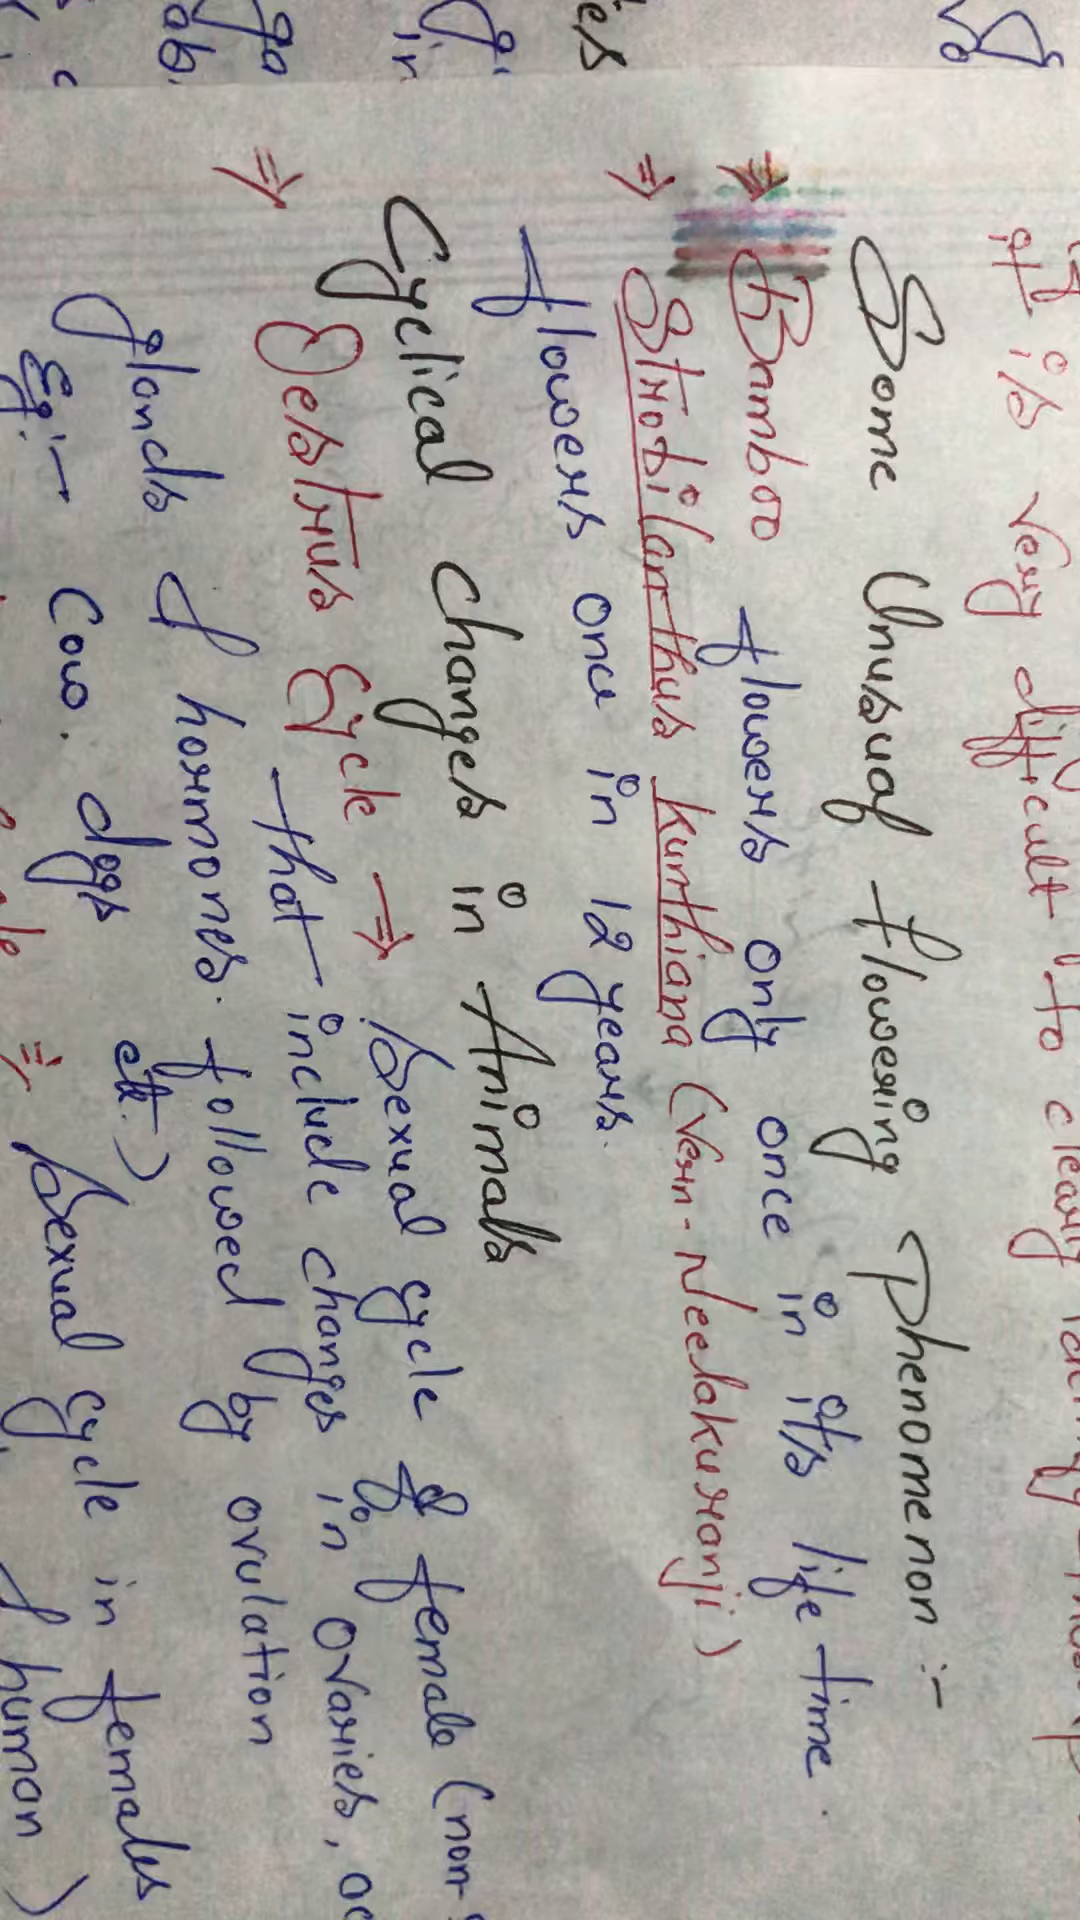 It is very difficult to clearly
Some Unusual flowering Phenomenon :-
⇒ Bamboo flowers only once in its life time.
⇒ Strobilanthus kunthiana (Vern - Neelakuranji)
flowers once in 12 years.
Cyclical changes in Animals
⇒ Oestrus Cycle ⇒ Sexual cycle of female (non-
that include changes in ovaries,
glands & hormones. followed by ovulation
Eg:- Cow. dogs etc.)
⇒ Sexual cycle in females
human)